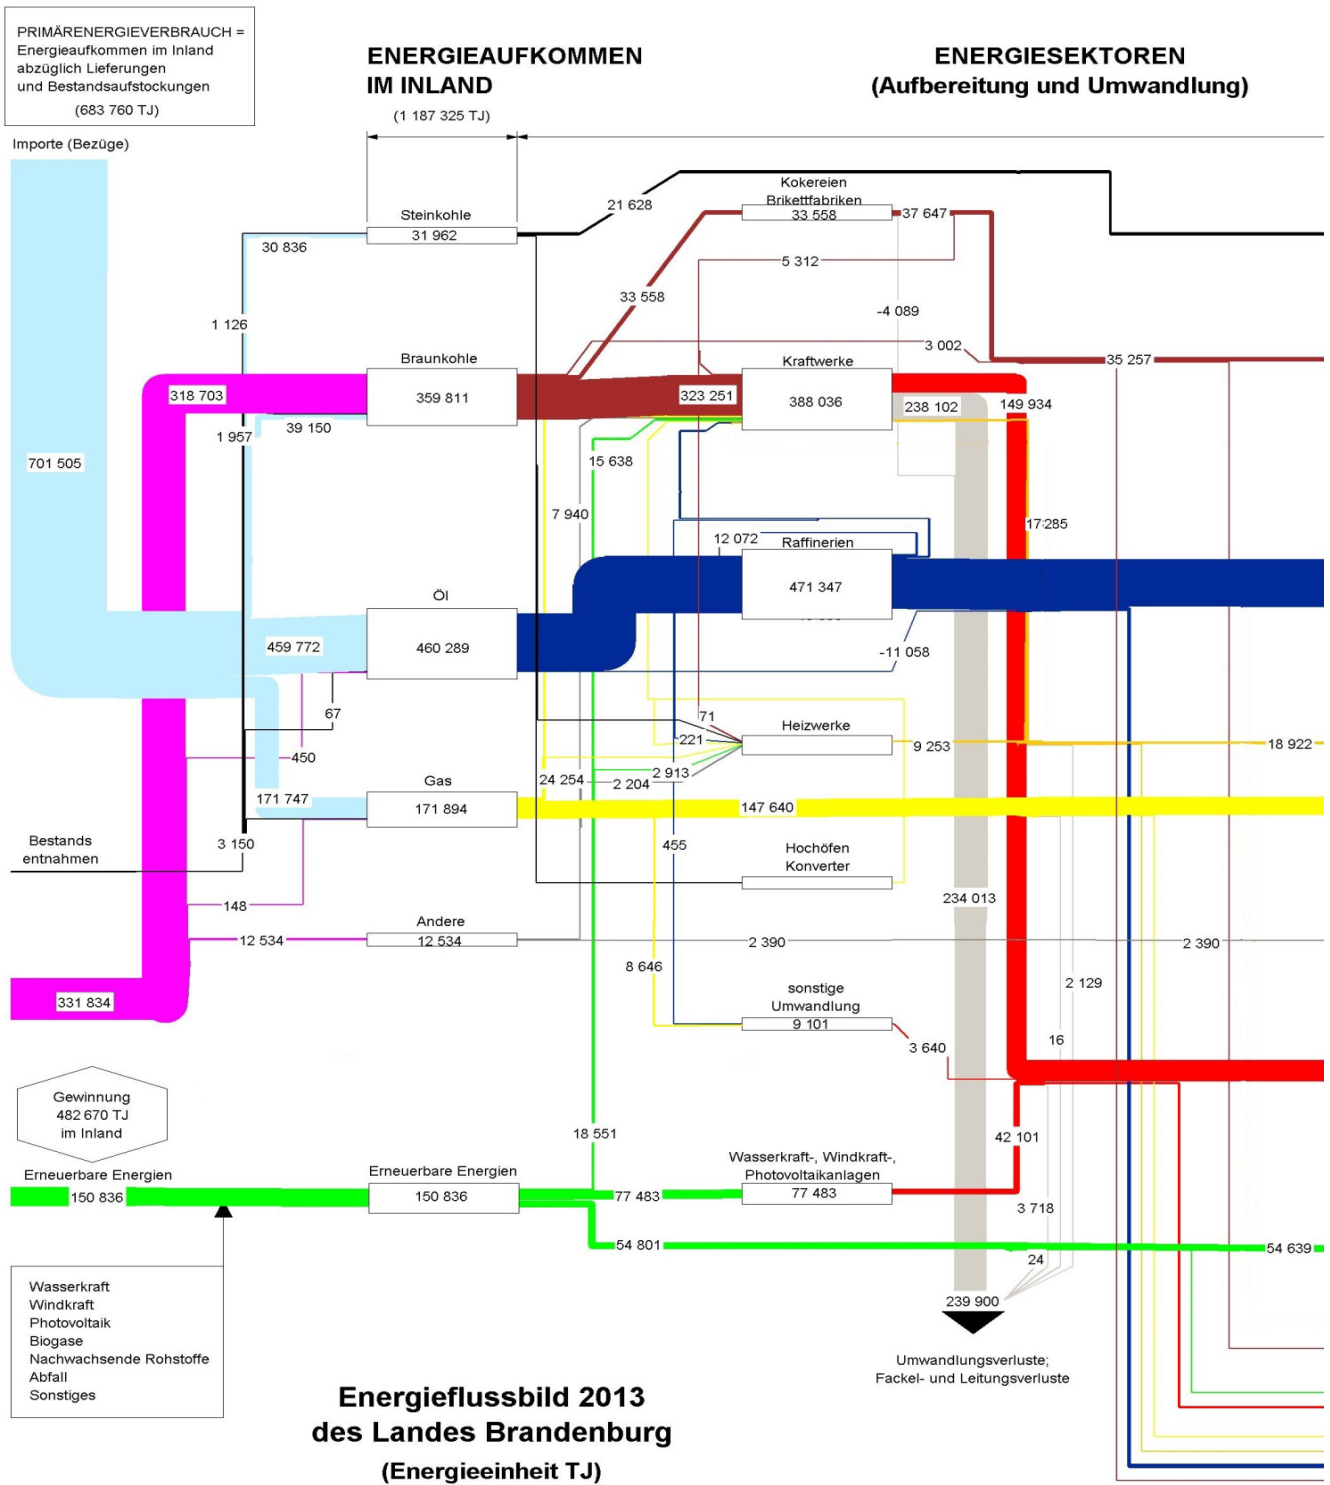 PRIMÄRENERGIEVERBRAUCH =
Energieaufkommen im Inland
abzüglich Lieferungen
und Bestandsaufstockungen
(683 760 TJ)
ENERGIEAUFKOMMEN
IM INLAND
(1 187 325 TJ)
ENERGIESEKTOREN
(Aufbereitung und Umwandlung)
Importe (Bezüge)
Kokereien
Brikettfabriken
33 558
37 647
21 628
Steinkohle
31 962
30 836
5 312
33 558
-4 089
1 126
3 002
Braunkohle
359 811
Kraftwerke
388 036
35 257
318 703
323 251
238 102
149 934
39 150
1 957
701 505
15 638
7 940
17 285
12 072
Raffinerien
471 347
Öl
460 289
459 772
-11 058
67
71
Heizwerke
221
9 253
18 922
450
2 913
2 204
24 254
Gas
171 894
171 747
147 640
Bestands
entnahmen
3 150
455
Hochöfen
Konverter
148
234 013
Andere
12 534
12 534
2 390
2 390
8 646
2 129
331 834
sonstige
Umwandlung
9 101
3 640
16
Gewinnung
482 670 TJ
im Inland
18 551
42 101
Erneuerbare Energien
150 836
Erneuerbare Energien
150 836
77 483
Wasserkraft-, Windkraft-,
Photovoltaikanlagen
77 483
3 718
54 801
54 639
24
239 900
Wasserkraft
Windkraft
Photovoltaik
Biogase
Nachwachsende Rohstoffe
Abfall
Sonstiges
Umwandlungsverluste;
Fackel- und Leitungsverluste
Energieflussbild 2013
des Landes Brandenburg
(Energieeinheit TJ)